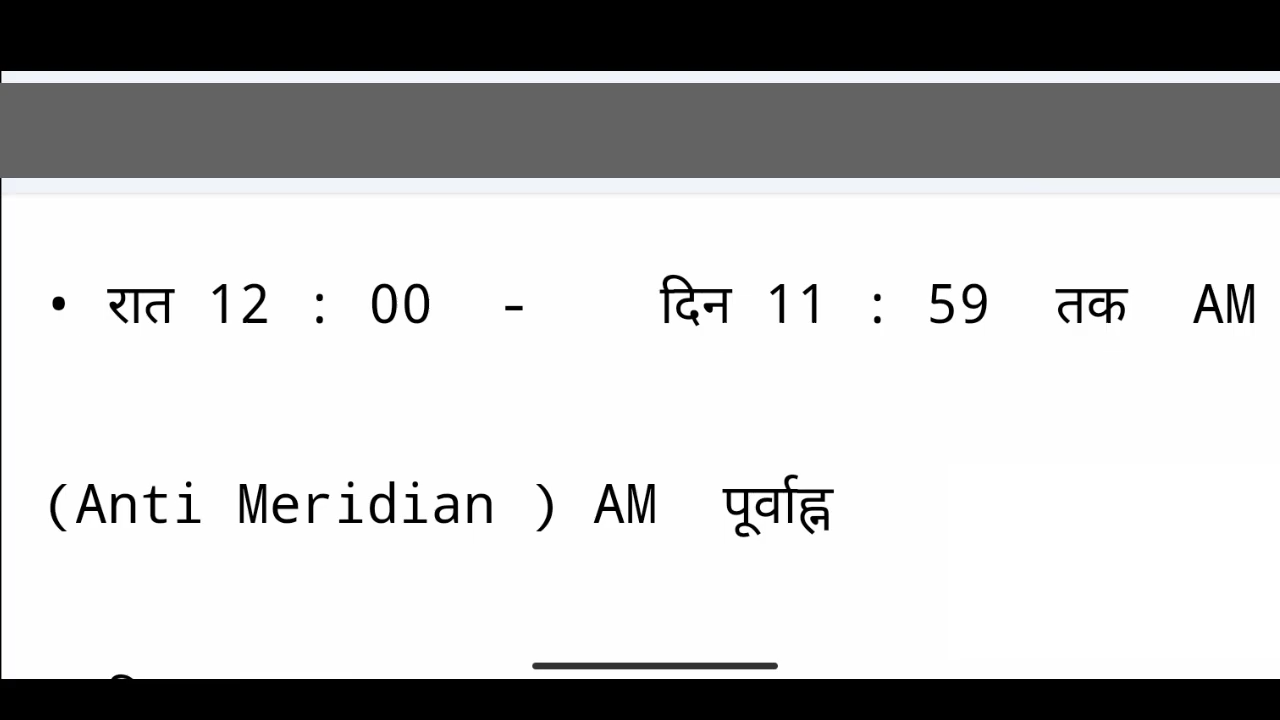 • रात 12 : 00 - दिन 11 : 59 तक AM
(Anti Meridian ) AM पूर्वाह्न